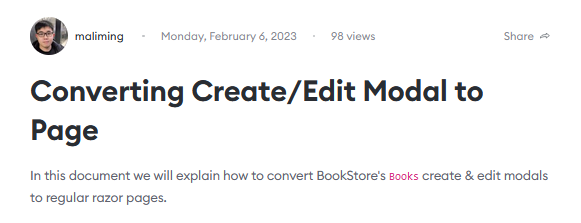 maliming · Monday, February 6, 2023 · 98 views Share
Converting Create/Edit Modal to
Page
In this document we will explain how to convert BookStore's Books create & edit modals
to regular razor pages.